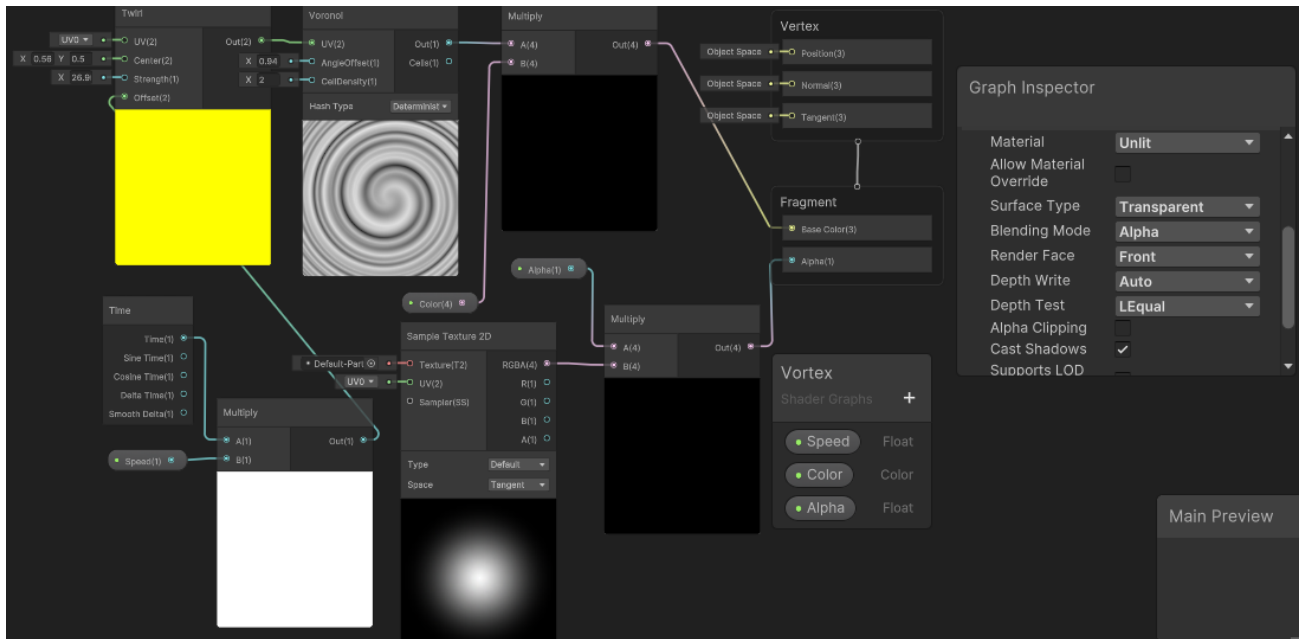 Twirl
UV0
UV(2)
Out(2)
X 0.58 Y 0.5
Center(2)
X 26.9
Strength(1)
Offset(2)
Voronoi
UV(2)
Out(1)
X 0.94
AngleOffset(1)
Cells(1)
X 2
CellDensity(1)
Hash Type
Determinist
Multiply
A(4)
Out(4)
B(4)
Vertex
Object Space
Position(3)
Object Space
Normal(3)
Object Space
Tangent(3)
Fragment
Base Color(3)
Alpha(1)
Alpha(1)
Color(4)
Time
Time(1)
Sine Time(1)
Cosine Time(1)
Delta Time(1)
Smooth Delta(1)
Speed(1)
Multiply
A(1)
Out(1)
B(1)
Sample Texture 2D
Default-Part
Texture(T2)
RGBA(4)
UV0
UV(2)
R(1)
Sampler(SS)
G(1)
B(1)
A(1)
Type
Default
Space
Tangent
Multiply
A(4)
Out(4)
B(4)
Vortex
Shader Graphs
+
Speed Float
Color Color
Alpha Float
Graph Inspector
Material Unlit
Allow Material
Override
Surface Type Transparent
Blending Mode Alpha
Render Face Front
Depth Write Auto
Depth Test LEqual
Alpha Clipping
Cast Shadows
Supports LOD
Main Preview